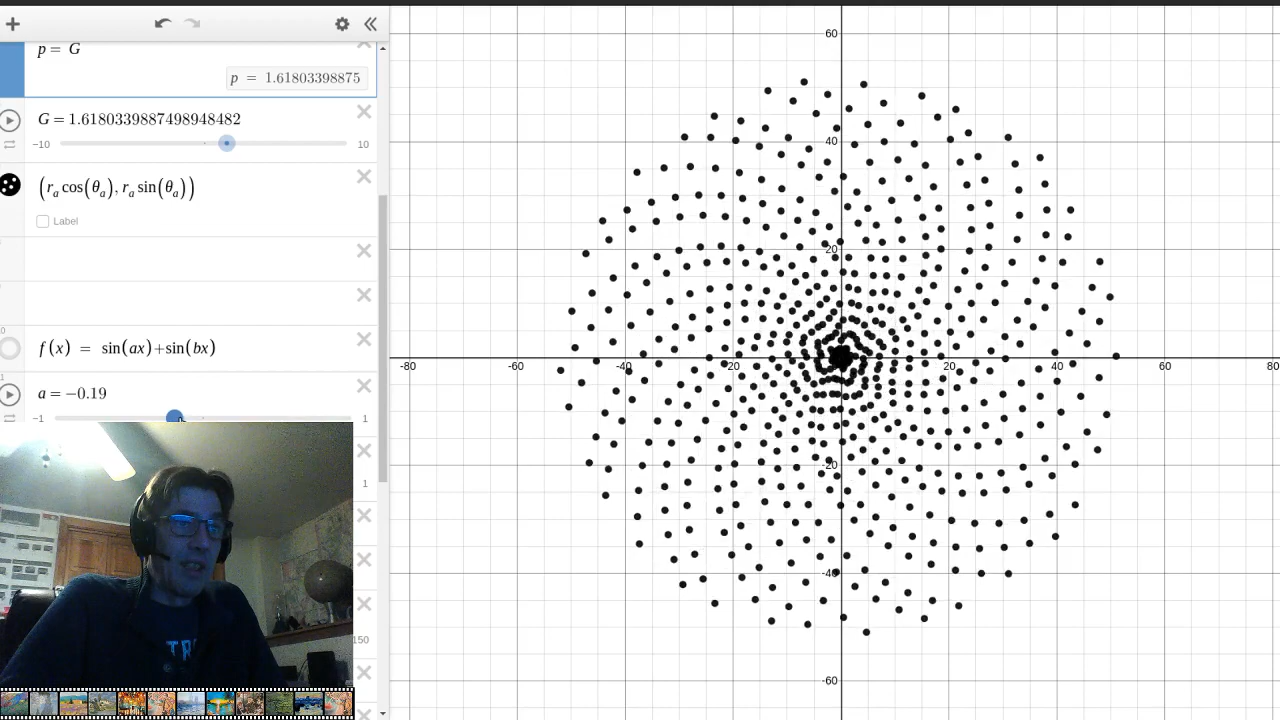 p = G
p = 1.61803398875
G = 1.6180339887498948482
-10
10
(r_a cos(θ_a), r_a sin(θ_a))
Label
f(x) = sin(ax)+sin(bx)
a = −0.19
-1
1
1
150
60
40
20
-80
-60
-40
-20
20
40
60
80
-20
-40
-60